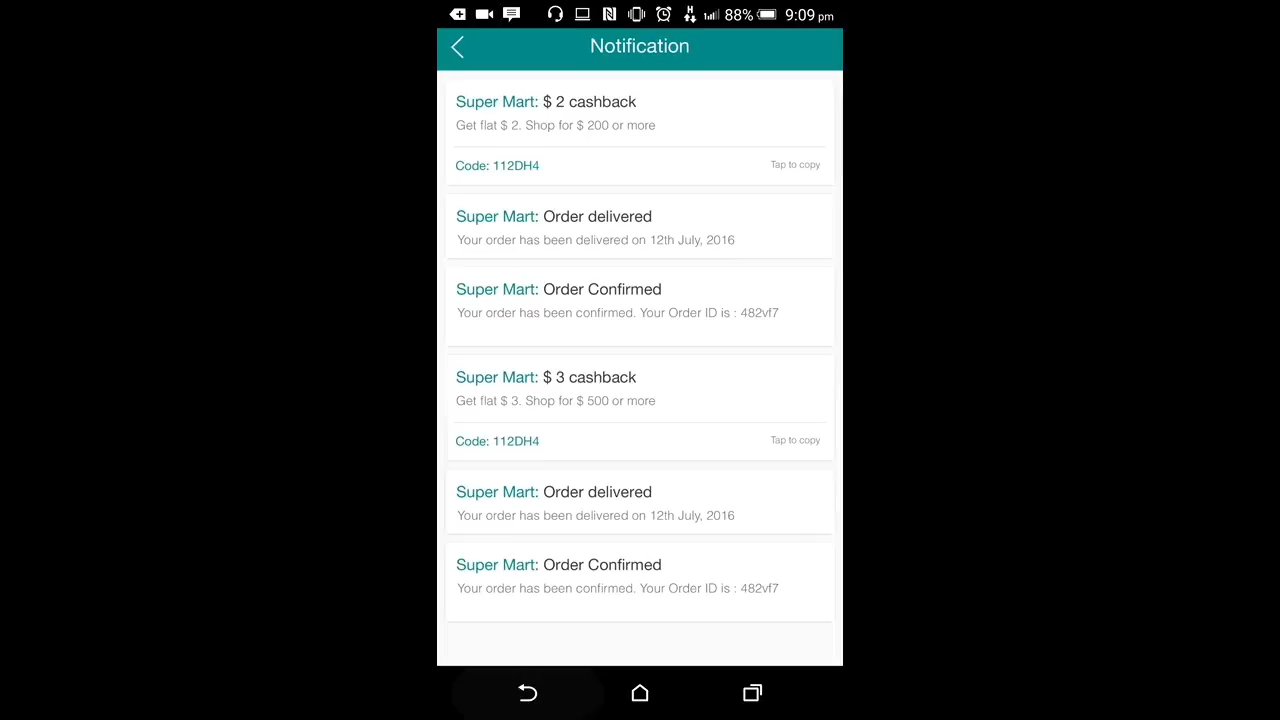 88% 9:09 pm
Notification
Super Mart: $ 2 cashback
Get flat $ 2. Shop for $ 200 or more
Code: 112DH4 Tap to copy
Super Mart: Order delivered
Your order has been delivered on 12th July, 2016
Super Mart: Order Confirmed
Your order has been confirmed. Your Order ID is : 482vf7
Super Mart: $ 3 cashback
Get flat $ 3. Shop for $ 500 or more
Code: 112DH4 Tap to copy
Super Mart: Order delivered
Your order has been delivered on 12th July, 2016
Super Mart: Order Confirmed
Your order has been confirmed. Your Order ID is : 482vf7